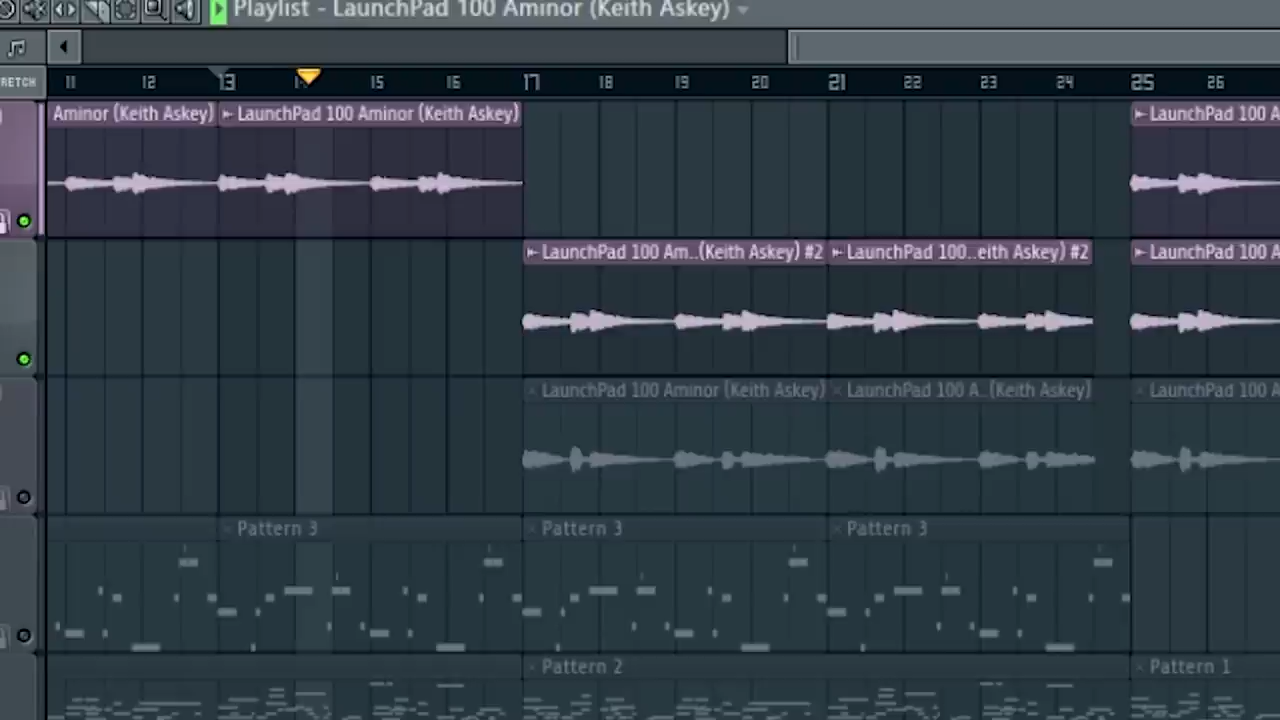 Playlist - LaunchPad 100 Aminor (Keith Askey)
RETCH 11 12 13 15 16 17 18 19 20 21 22 23 24 25 26
Aminor (Keith Askey) LaunchPad 100 Aminor (Keith Askey) LaunchPad 100 A
LaunchPad 100 Am..(Keith Askey) #2 LaunchPad 100..eith Askey) #2 LaunchPad 100 A
LaunchPad 100 Aminor (Keith Askey) LaunchPad 100 A..(Keith Askey) LaunchPad 100 A
Pattern 3 Pattern 3 Pattern 3
Pattern 2 Pattern 1